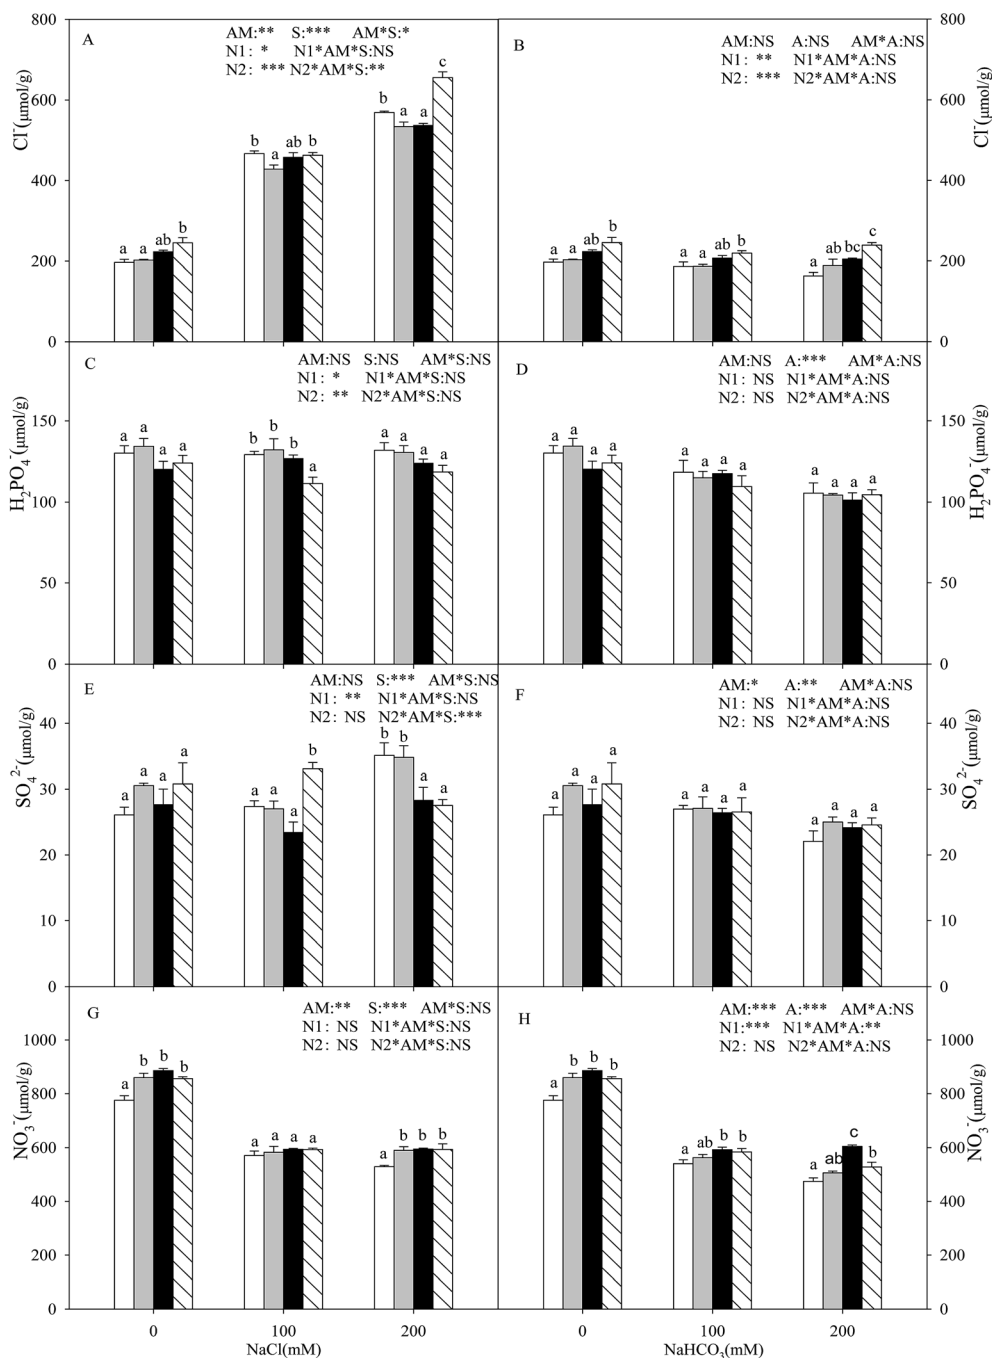 A
AM:** S:*** AM*S:*
N1: * N1*AM*S:NS
N2: *** N2*AM*S:**
Cl⁻(μmol/g)
800
600
400
200
0
a a ab b
b a ab b
b a a c
B
AM:NS A:NS AM*A:NS
N1: ** N1*AM*A:NS
N2: *** N2*AM*A:NS
Cl⁻(μmol/g)
800
600
400
200
0
a a ab b
a a ab b
a ab bc c
C
AM:NS S:NS AM*S:NS
N1: * N1*AM*S:NS
N2: ** N2*AM*S:NS
H₂PO₄⁻(μmol/g)
150
100
50
0
a a a a
b b b a
a a a a
D
AM:NS A:*** AM*A:NS
N1: NS N1*AM*A:NS
N2: NS N2*AM*A:NS
H₂PO₄⁻(μmol/g)
150
100
50
0
a a a a
a a a a
a a a a
E
AM:NS S:*** AM*S:NS
N1: ** N1*AM*S:NS
N2: NS N2*AM*S:***
SO₄²⁻(μmol/g)
40
30
20
10
0
a a a a
a a a b
b b a a
F
AM:* A:** AM*A:NS
N1: NS N1*AM*A:NS
N2: NS N2*AM*A:NS
SO₄²⁻(μmol/g)
40
30
20
10
0
a a a a
a a a a
a a a a
G
AM:** S:*** AM*S:NS
N1: NS N1*AM*S:NS
N2: NS N2*AM*S:NS
NO₃⁻(μmol/g)
1000
800
600
400
200
0
a b b b
a a a a
a b b b
0 100 200
NaCl(mM)
H
AM:*** A:*** AM*A:NS
N1:*** N1*AM*A:**
N2: NS N2*AM*A:NS
NO₃⁻(μmol/g)
1000
800
600
400
200
0
a b b b
a ab b b
a ab c b
0 100 200
NaHCO₃(mM)